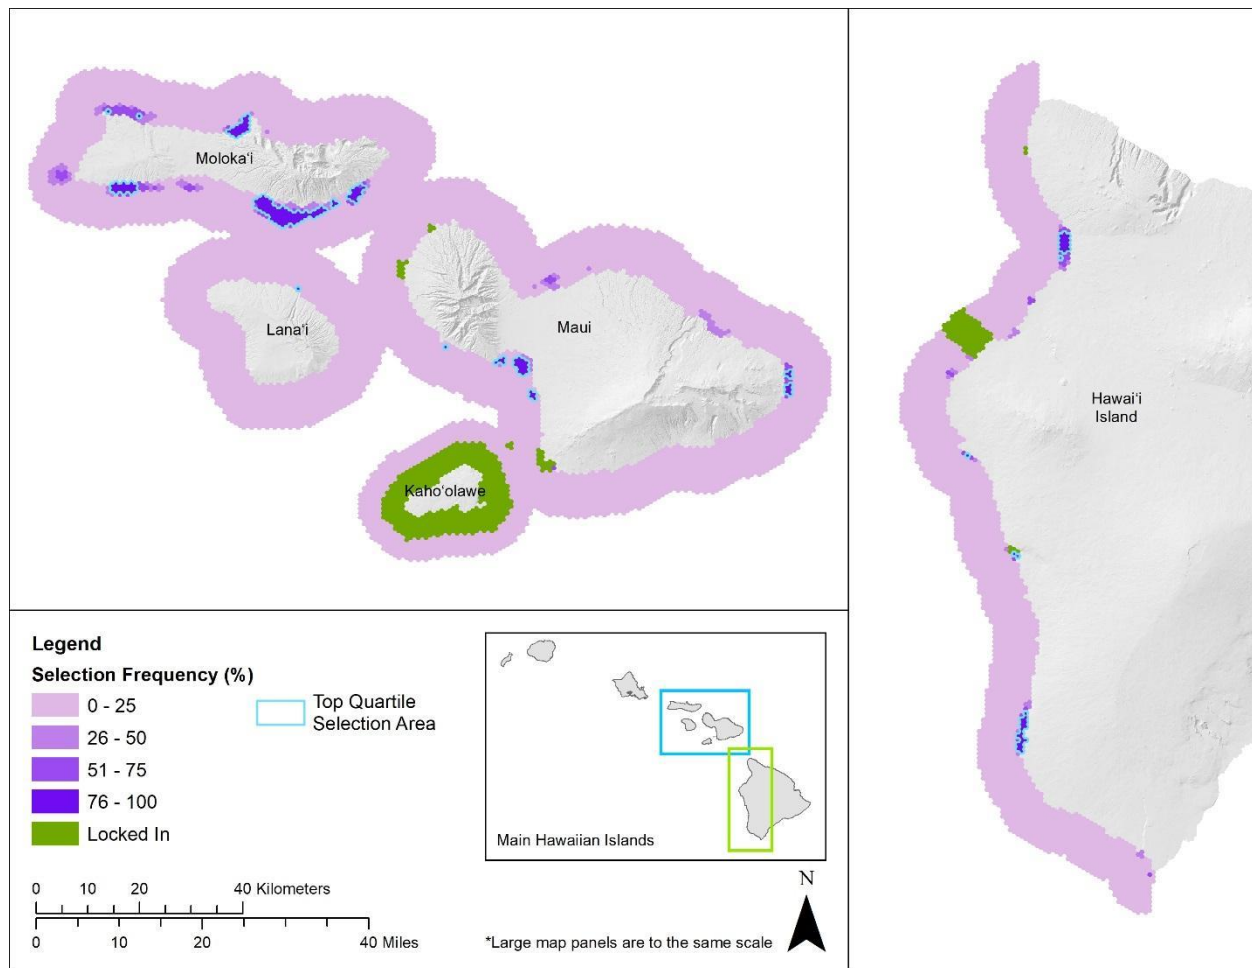 Moloka‘i
Lana‘i
Maui
Kaho‘olawe
Hawai‘i
Island
Legend
Selection Frequency (%)
0 - 25
26 - 50
51 - 75
76 - 100
Locked In
Top Quartile
Selection Area
Main Hawaiian Islands
0 10 20 40 Kilometers
0 10 20 40 Miles
N
*Large map panels are to the same scale